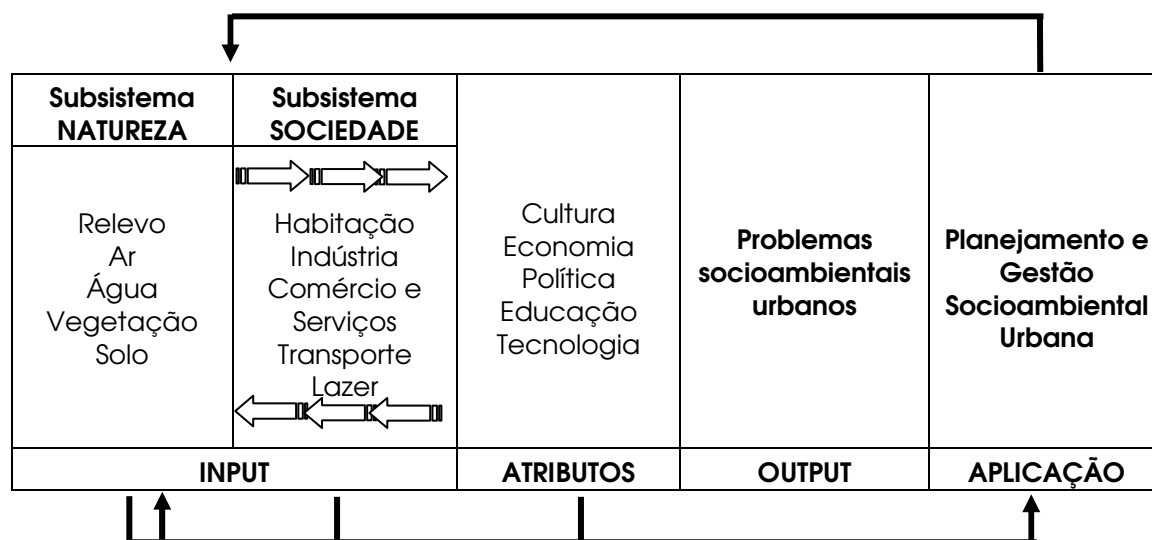 Subsistema
NATUREZA
Subsistema
SOCIEDADE
Relevo
Ar
Água
Vegetação
Solo
Habitação
Indústria
Comércio e
Serviços
Transporte
Lazer
Cultura
Economia
Política
Educação
Tecnologia
Problemas
socioambientais
urbanos
Planejamento e
Gestão
Socioambiental
Urbana
INPUT
ATRIBUTOS
OUTPUT
APLICAÇÃO